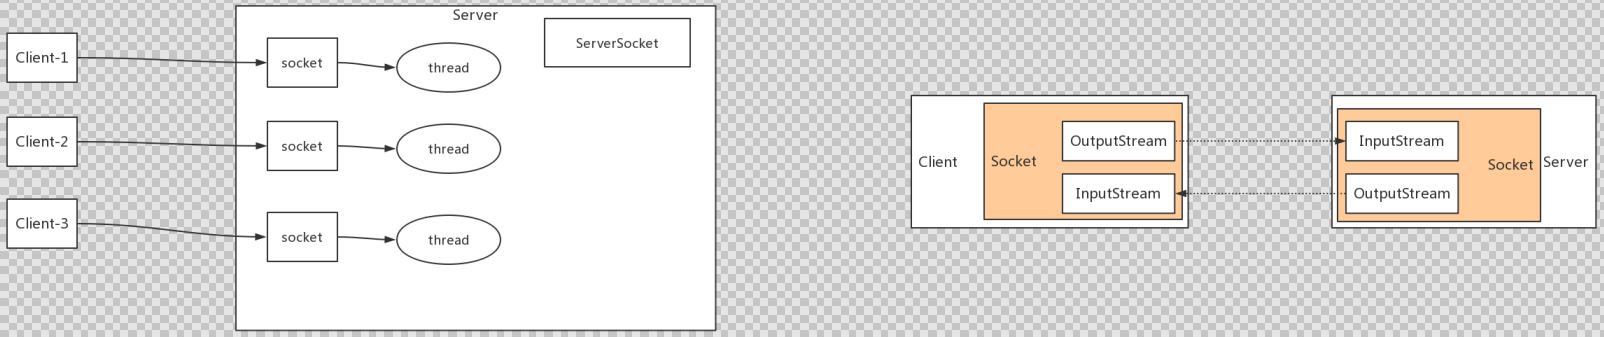 Server
ServerSocket
Client-1
socket
thread
Client-2
socket
thread
Client-3
socket
thread
Client
Socket
OutputStream
InputStream
InputStream
OutputStream
Socket
Server